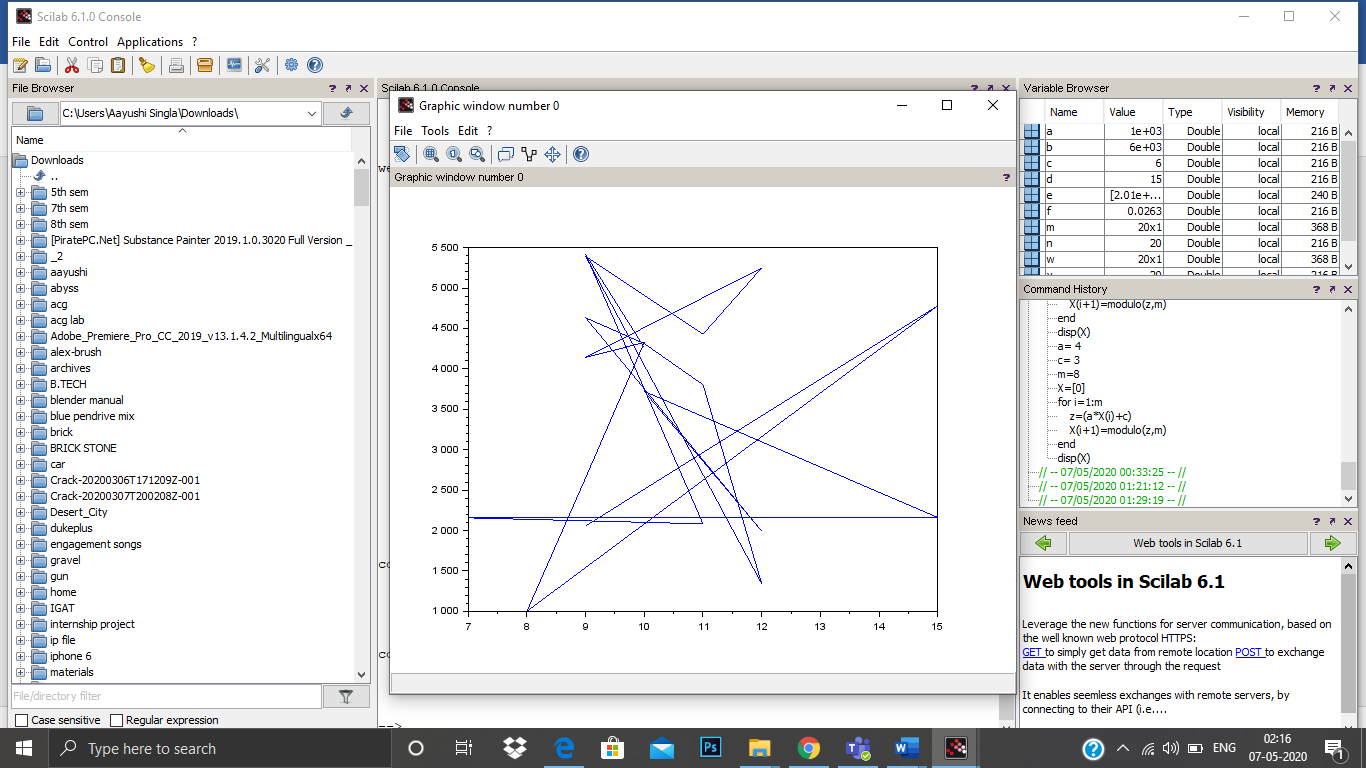 Scilab 6.1.0 Console
File Edit Control Applications ?
File Browser
C:\Users\Aayushi Singla\Downloads\
Name
Downloads
..
5th sem
7th sem
8th sem
[PiratePC.Net] Substance Painter 2019.1.0.3020 Full Version _
_2
aayushi
abyss
acg
acg lab
Adobe_Premiere_Pro_CC_2019_v13.1.4.2_Multilingualx64
alex-brush
archives
B.TECH
blender manual
blue pendrive mix
brick
BRICK STONE
car
Crack-20200306T171209Z-001
Crack-20200307T200208Z-001
Desert_City
dukeplus
engagement songs
gravel
gun
home
IGAT
internship project
ip file
iphone 6
materials
File/directory filter
Case sensitive Regular expression
Scilab 6.1.0 Console
-->
Graphic window number 0
File Tools Edit ?
Graphic window number 0
5 500
5 000
4 500
4 000
3 500
3 000
2 500
2 000
1 500
1 000
7 8 9 10 11 12 13 14 15
Variable Browser
Name Value Type Visibility Memory
a 1e+03 Double local 216 B
b 6e+03 Double local 216 B
c 6 Double local 216 B
d 15 Double local 216 B
e [2.01e+... Double local 240 B
f 0.0263 Double local 216 B
m 20x1 Double local 368 B
n 20 Double local 216 B
w 20x1 Double local 368 B
20 Double local 216 B
Command History
X(i+1)=modulo(z,m)
end
disp(X)
a= 4
c= 3
m=8
X=[0]
for i=1:m
z=(a*X(i)+c)
X(i+1)=modulo(z,m)
end
disp(X)
// -- 07/05/2020 00:33:25 -- //
// -- 07/05/2020 01:21:12 -- //
// -- 07/05/2020 01:29:19 -- //
News feed
Web tools in Scilab 6.1
Web tools in Scilab 6.1
Leverage the new functions for server communication, based on
the well known web protocol HTTPS:
GET to simply get data from remote location POST to exchange
data with the server through the request
It enables seemless exchanges with remote servers, by
connecting to their API (i.e....
Type here to search
ENG
02:16
07-05-2020
1